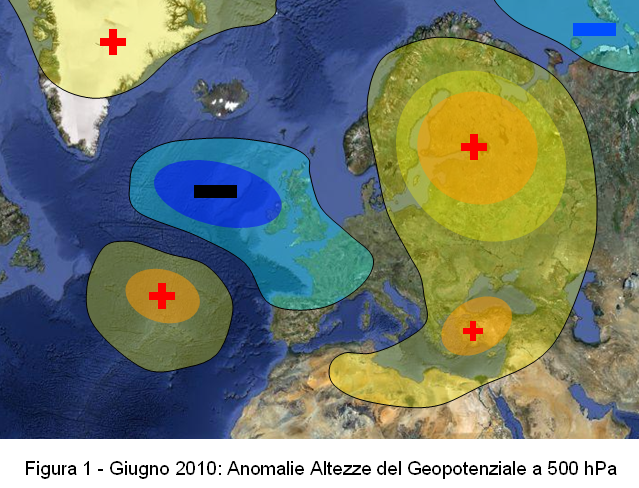 Figura 1 - Giugno 2010: Anomalie Altezze del Geopotenziale a 500 hPa